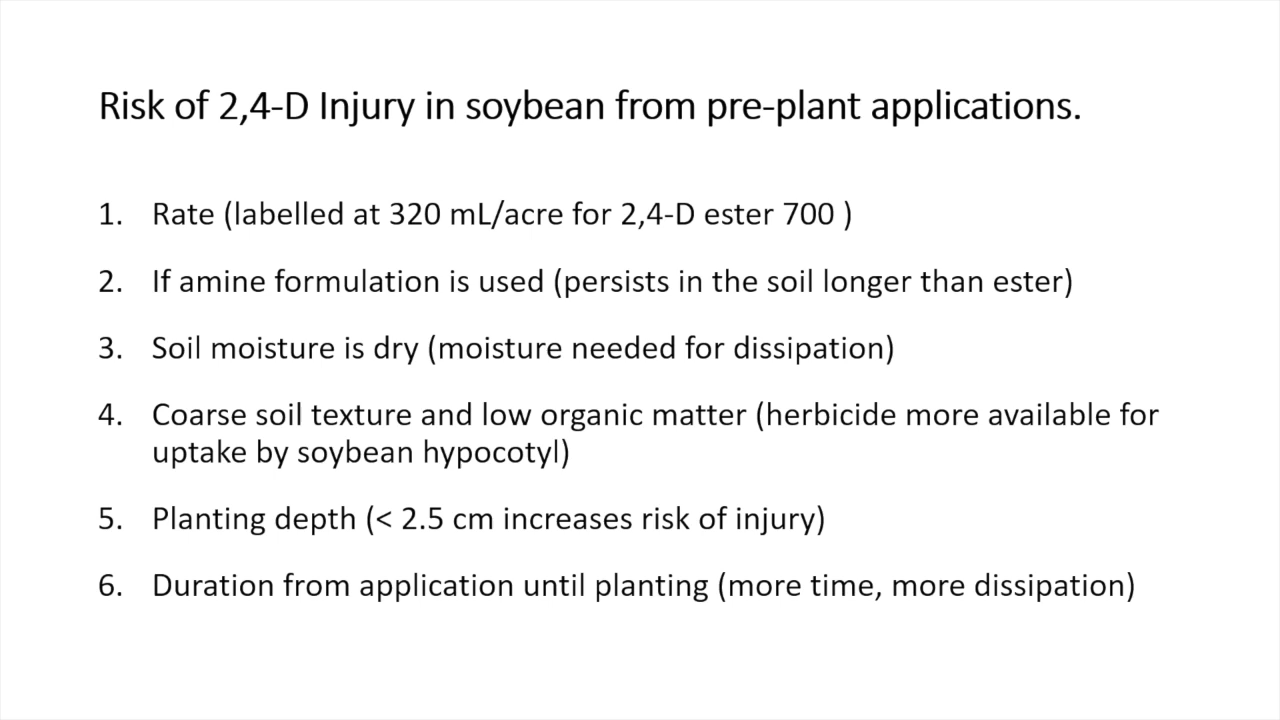 Risk of 2,4-D Injury in soybean from pre-plant applications.
1. Rate (labelled at 320 mL/acre for 2,4-D ester 700 )
2. If amine formulation is used (persists in the soil longer than ester)
3. Soil moisture is dry (moisture needed for dissipation)
4. Coarse soil texture and low organic matter (herbicide more available for
uptake by soybean hypocotyl)
5. Planting depth (< 2.5 cm increases risk of injury)
6. Duration from application until planting (more time, more dissipation)